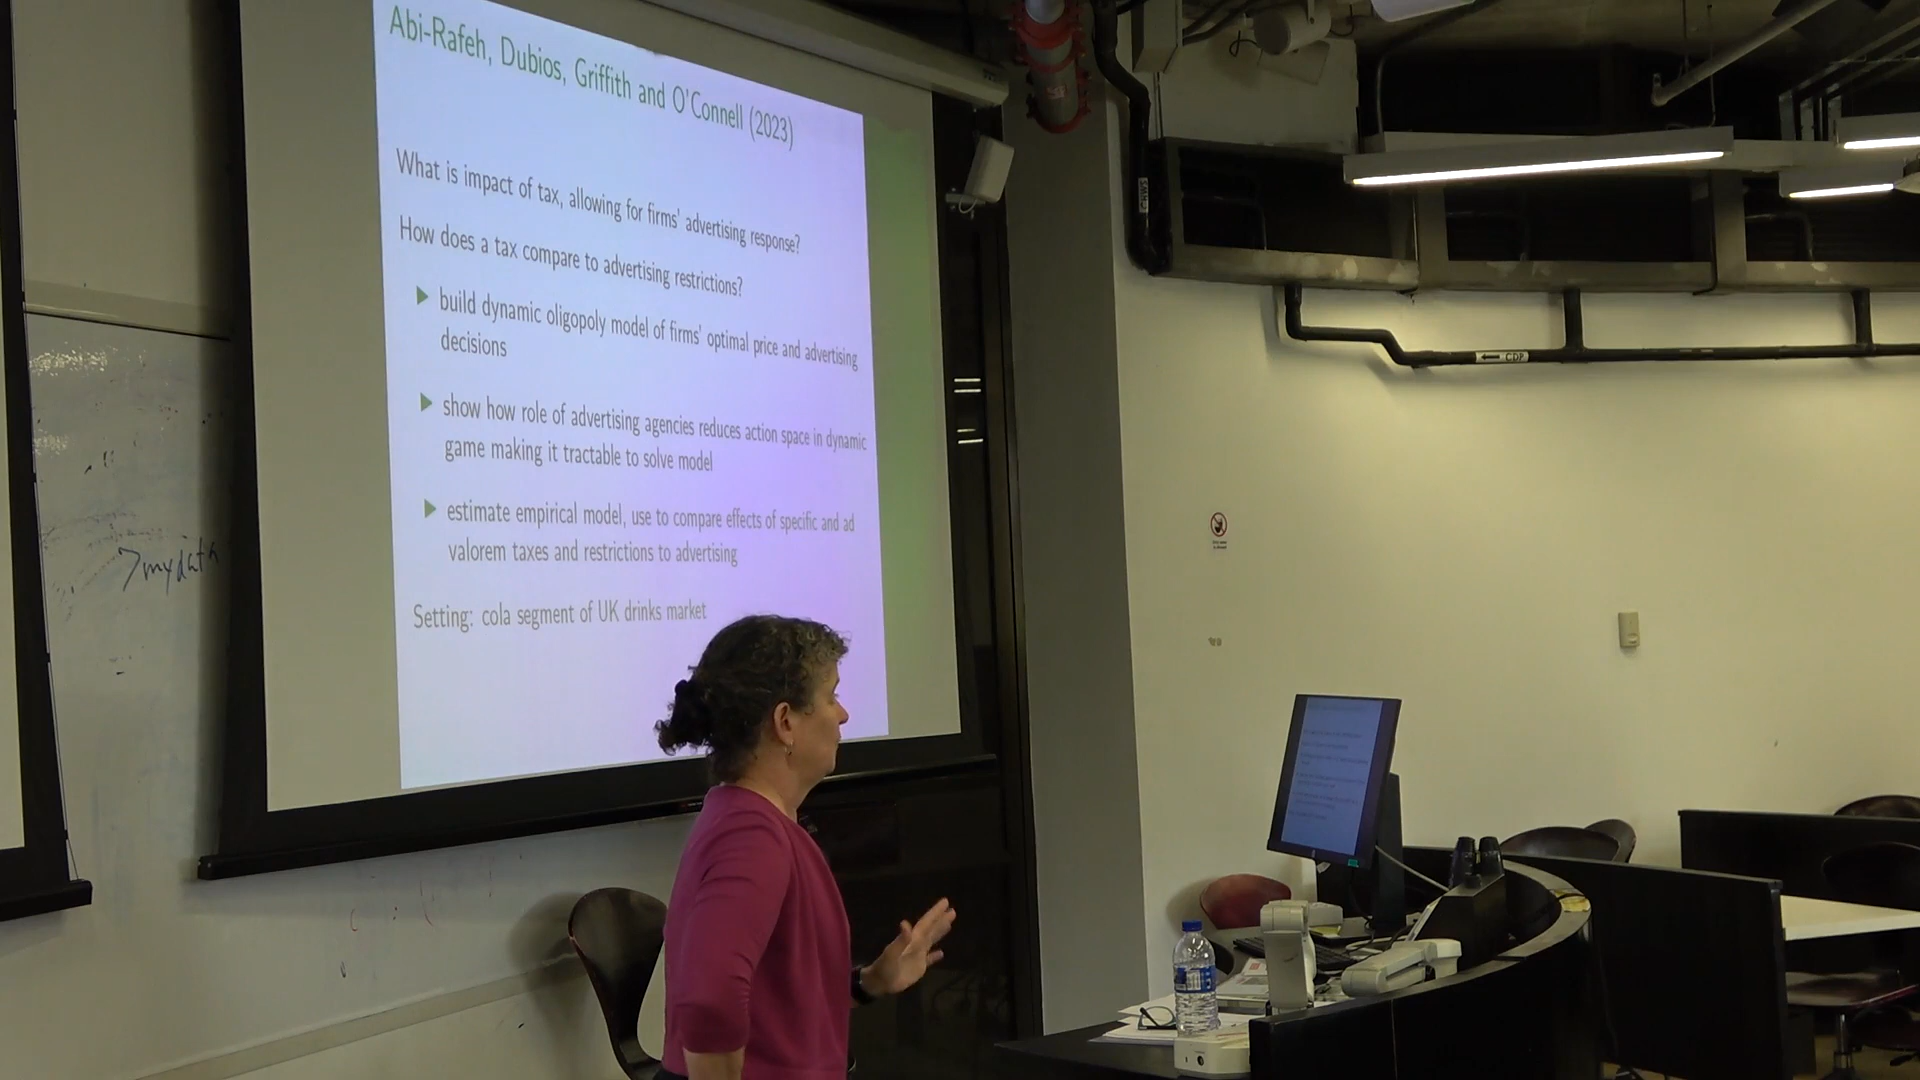 Abi-Rafeh, Dubios, Griffith and O'Connell (2023)
What is impact of tax, allowing for firms' advertising response?
How does a tax compare to advertising restrictions?
build dynamic oligopoly model of firms' optimal price and advertising
decisions
show how role of advertising agencies reduces action space in dynamic
game making it tractable to solve model
estimate empirical model, use to compare effects of specific and ad
valorem taxes and restrictions to advertising
Setting: cola segment of UK drinks market
CHWS
CDP